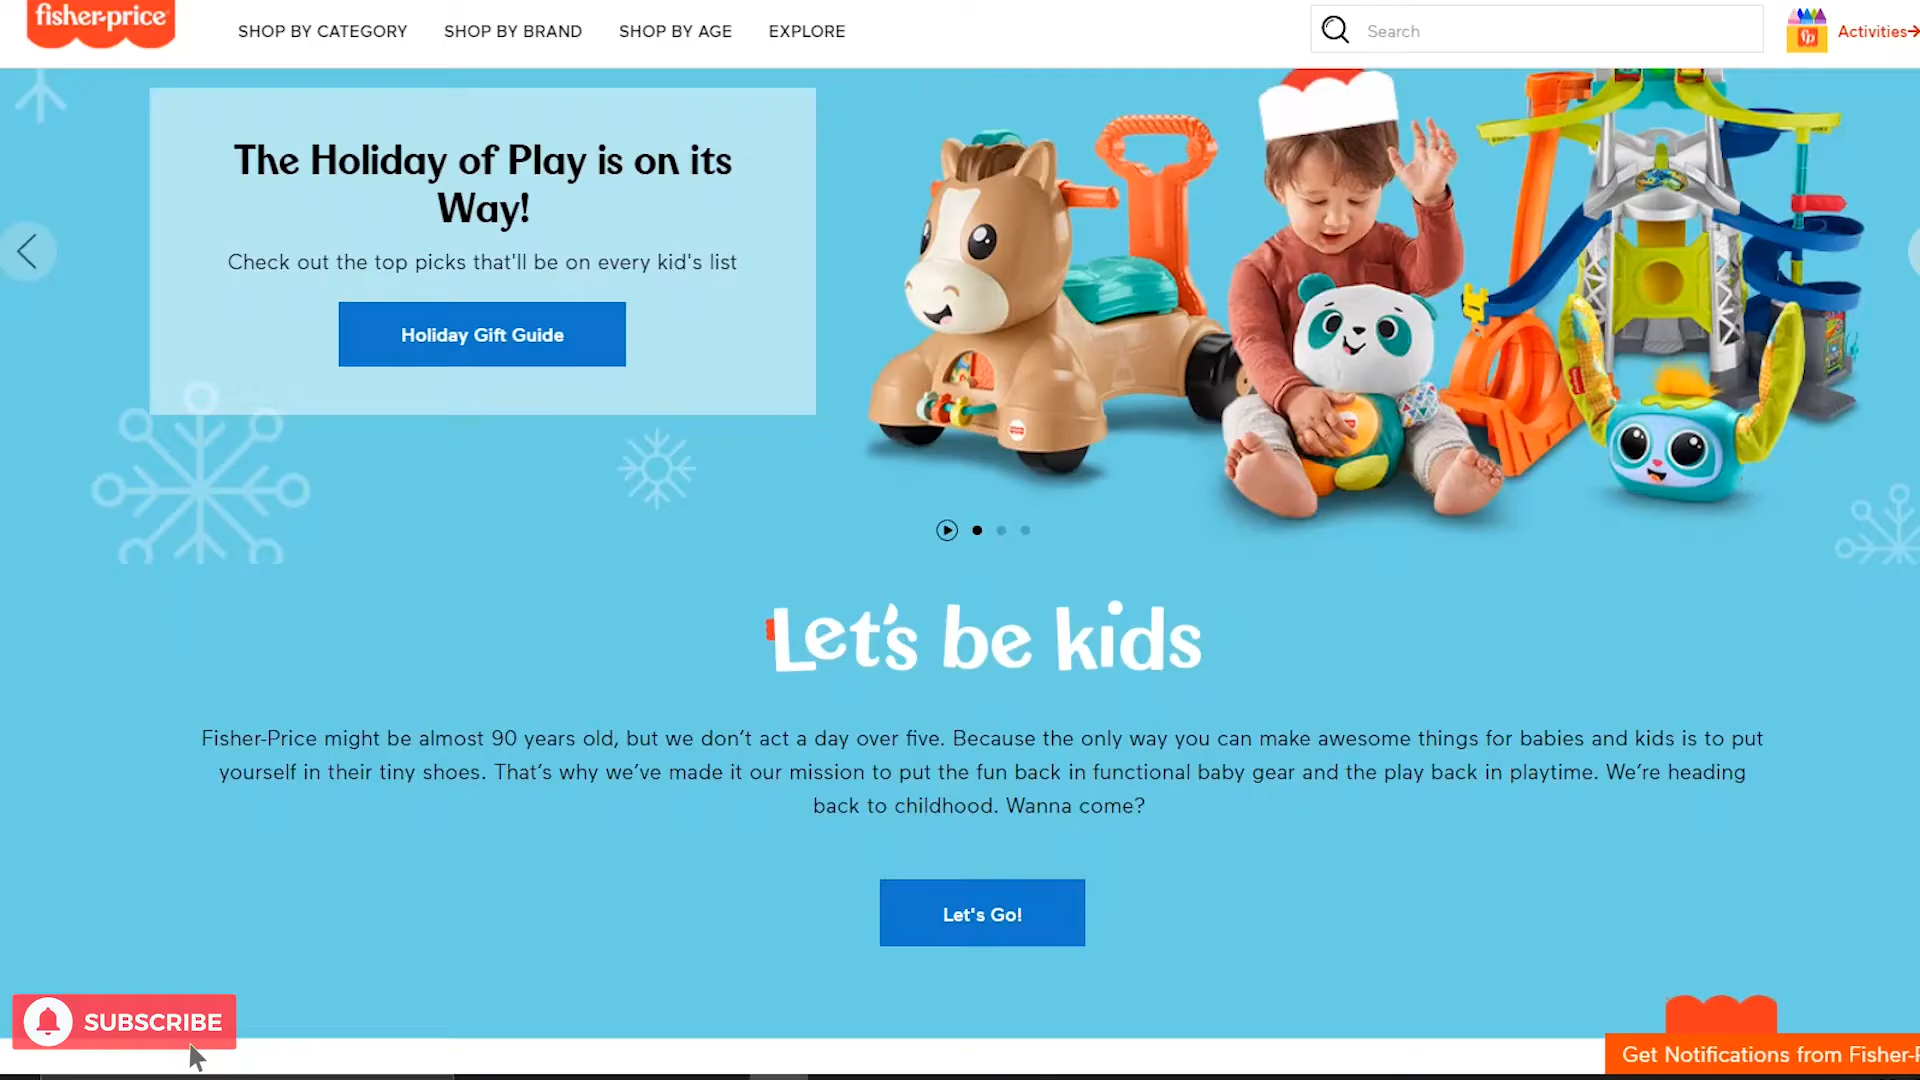 fisher-price
SHOP BY CATEGORY
SHOP BY BRAND
SHOP BY AGE
EXPLORE
Search
fp
Activities
The Holiday of Play is on its
Way!
Check out the top picks that'll be on every kid's list
Holiday Gift Guide
Let's be kids
Fisher-Price might be almost 90 years old, but we don’t act a day over five. Because the only way you can make awesome things for babies and kids is to put
yourself in their tiny shoes. That’s why we’ve made it our mission to put the fun back in functional baby gear and the play back in playtime. We’re heading
back to childhood. Wanna come?
Let's Go!
SUBSCRIBE
Get Notifications from Fisher-